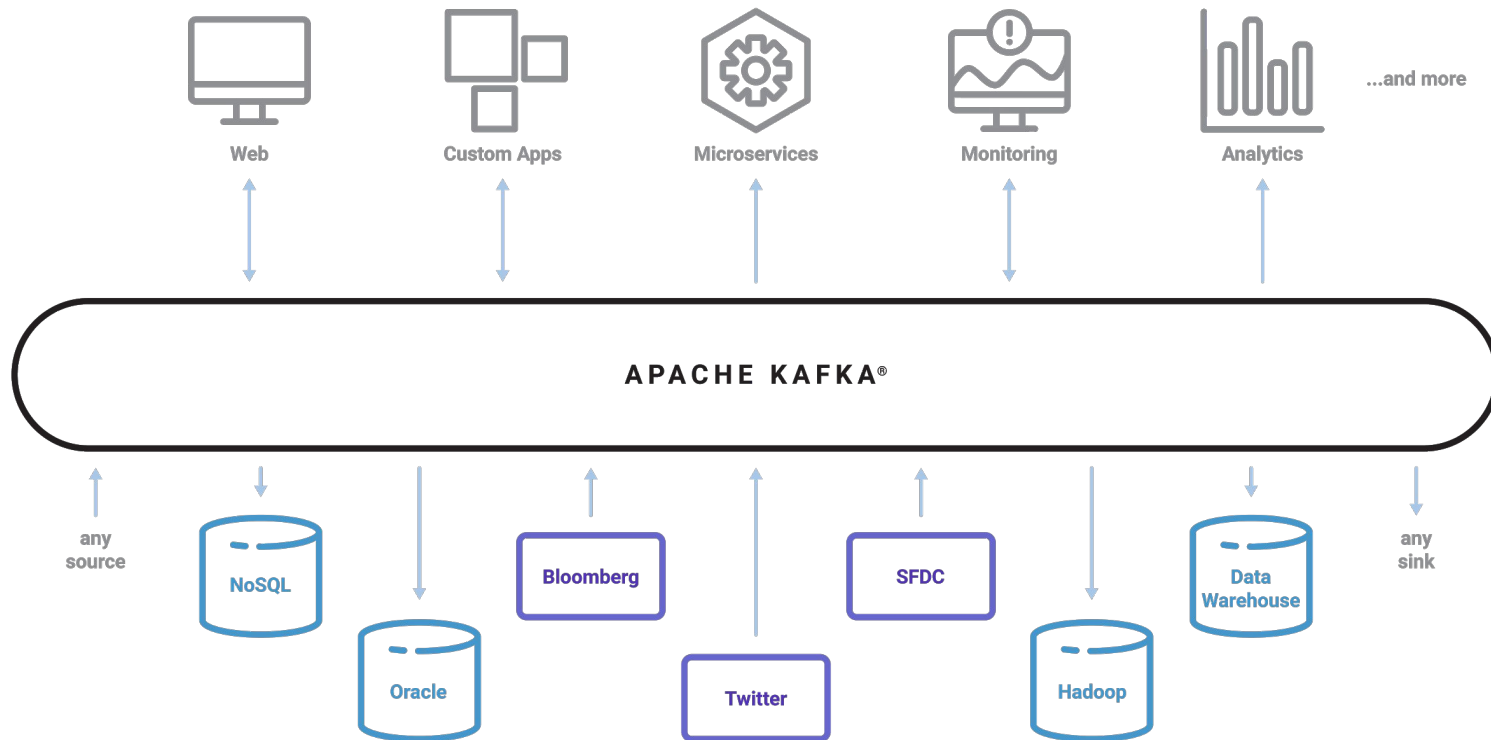 ...and more
Web
Custom Apps
Microservices
Monitoring
Analytics
APACHE KAFKA®
any
source
NoSQL
Oracle
Bloomberg
Twitter
SFDC
Hadoop
Data
Warehouse
any
sink